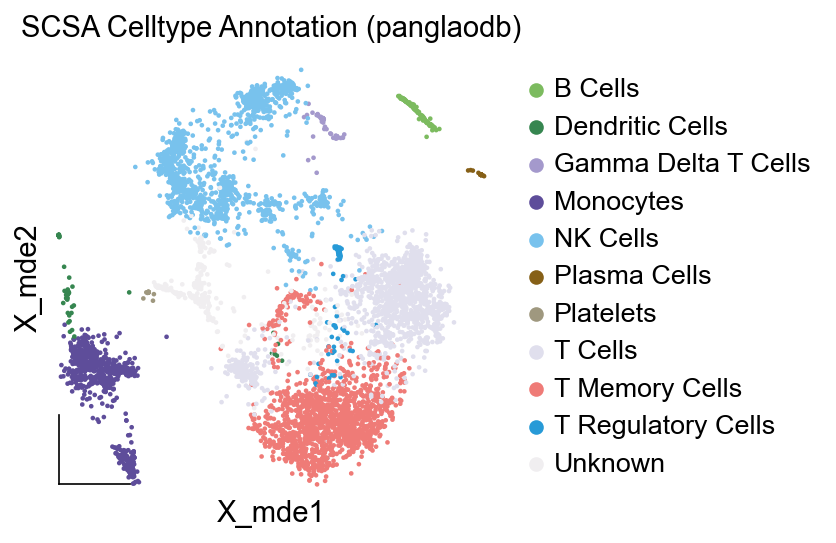 SCSA Celltype Annotation (panglaodb)
B Cells
Dendritic Cells
Gamma Delta T Cells
Monocytes
NK Cells
Plasma Cells
Platelets
T Cells
T Memory Cells
T Regulatory Cells
Unknown
X_mde2
X_mde1